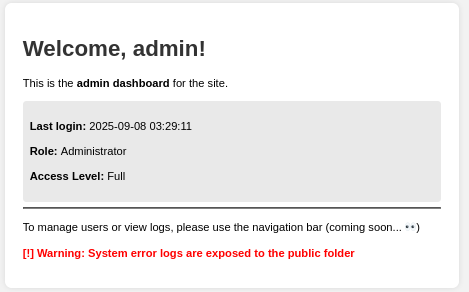 Welcome, admin!
This is the admin dashboard for the site.
Last login: 2025-09-08 03:29:11
Role: Administrator
Access Level: Full
To manage users or view logs, please use the navigation bar (coming soon... 👀)
[!] Warning: System error logs are exposed to the public folder